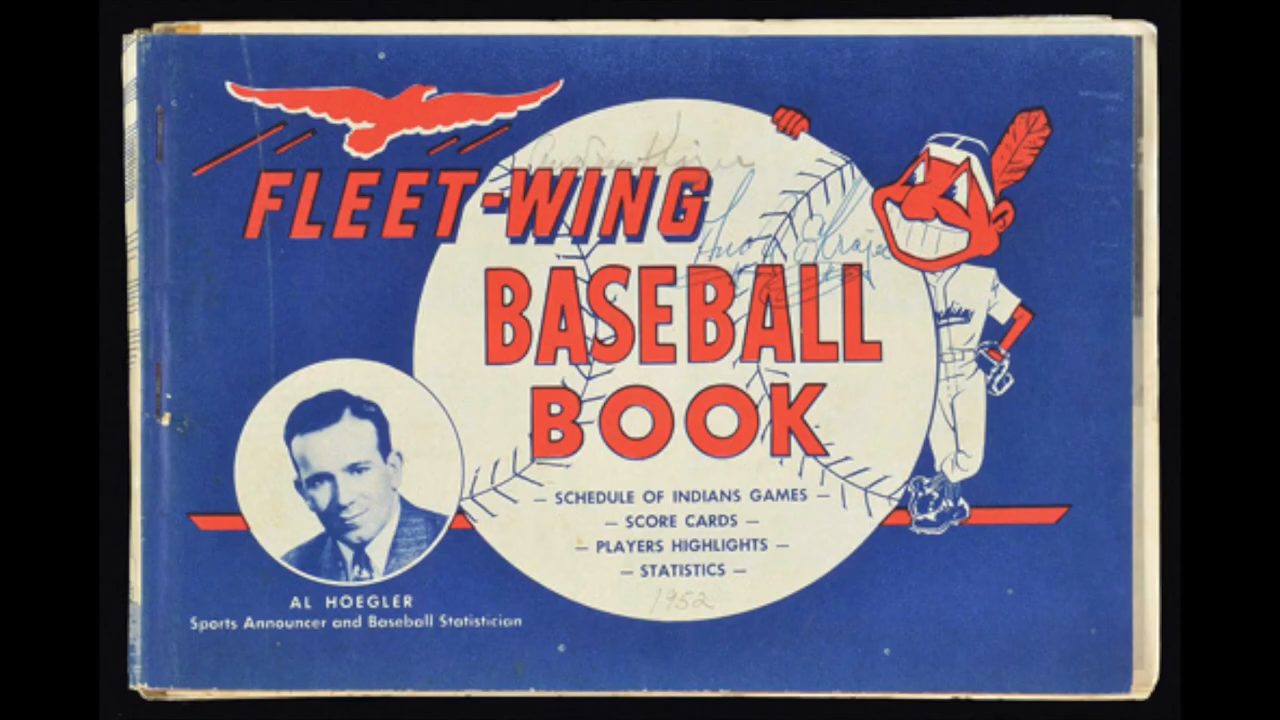 FLEET-WING
BASEBALL
BOOK
— SCHEDULE OF INDIANS GAMES —
— SCORE CARDS —
— PLAYERS HIGHLIGHTS —
— STATISTICS —
1952
AL HOEGLER
Sports Announcer and Baseball Statistician